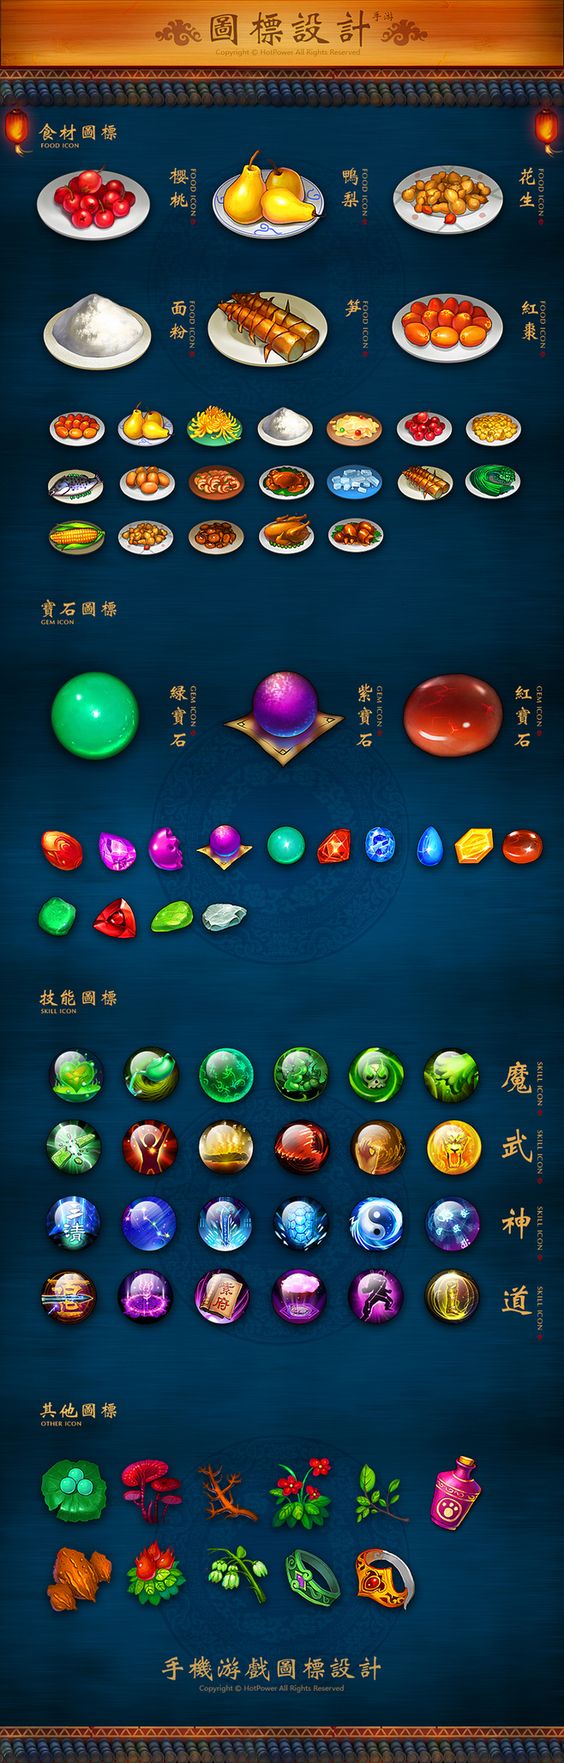 圖標設計 手游
Copyright © HotPower All Rights Reserved
食材圖標
FOOD ICON
櫻桃
FOOD ICON
鴨梨
FOOD ICON
花生
FOOD ICON
面粉
FOOD ICON
笋
FOOD ICON
紅棗
FOOD ICON
寶石圖標
GEM ICON
綠寶石
GEM ICON
紫寶石
GEM ICON
紅寶石
GEM ICON
技能圖標
SKILL ICON
魔
SKILL ICON
武
SKILL ICON
三清
神
SKILL ICON
紫府
道
SKILL ICON
其他圖標
OTHER ICON
手機游戲圖標設計
Copyright © HotPower All Rights Reserved